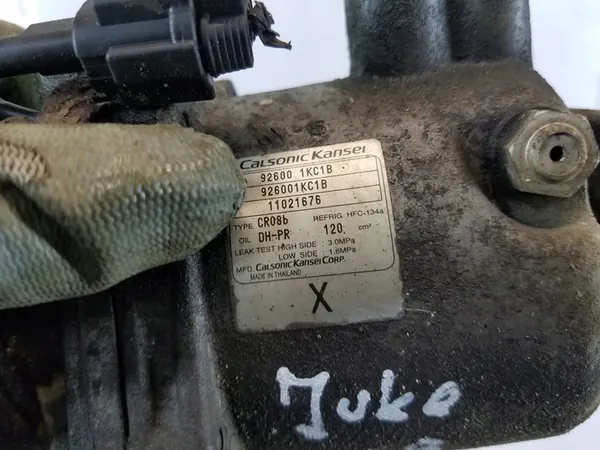 CALSONIC KANSEI
92600 1KC1B
926001KC1B
11021676
TYPE CR08b REFRIG HFC-134a
OIL DH-PR 120 cm³
LEAK TEST HIGH SIDE : 3.0MPa
LOW SIDE : 1.6MPa
MFD CALSONIC KANSEI CORP.
MADE IN THAILAND
X
Juke